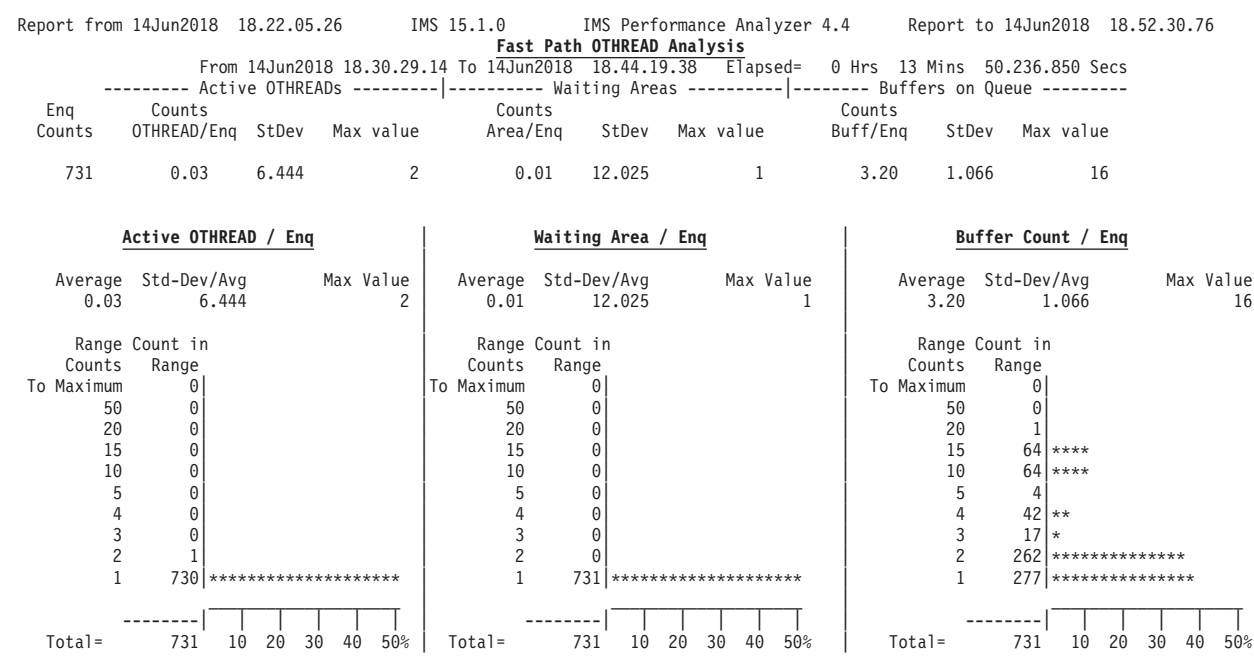 Report from 14Jun2018 18.22.05.26 IMS 15.1.0 IMS Performance Analyzer 4.4 Report to 14Jun2018 18.52.30.76
Fast Path OTHREAD Analysis
From 14Jun2018 18.30.29.14 To 14Jun2018 18.44.19.38 Elapsed= 0 Hrs 13 Mins 50.236.850 Secs
--------- Active OTHREADs ---------|---------- Waiting Areas ----------|-------- Buffers on Queue ---------
Enq Counts Counts Counts
Counts OTHREAD/Enq StDev Max value Area/Enq StDev Max value Buff/Enq StDev Max value
731 0.03 6.444 2 0.01 12.025 1 3.20 1.066 16
Active OTHREAD / Enq | Waiting Area / Enq | Buffer Count / Enq
Average Std-Dev/Avg Max Value | Average Std-Dev/Avg Max Value | Average Std-Dev/Avg Max Value
0.03 6.444 2 | 0.01 12.025 1 | 3.20 1.066 16
Range Count in | Range Count in | Range Count in
Counts Range | Counts Range | Counts Range
To Maximum 0| |To Maximum 0| | To Maximum 0|
50 0| | 50 0| | 50 0|
20 0| | 20 0| | 20 1|
15 0| | 15 0| | 15 64|****
10 0| | 10 0| | 10 64|****
5 0| | 5 0| | 5 4|
4 0| | 4 0| | 4 42|**
3 0| | 3 0| | 3 17|*
2 1| | 2 0| | 2 262|**************
1 730|******************** | 1 731|******************** | 1 277|***************
--------| | | | | | | --------| | | | | | | --------| | | | | |
Total= 731 10 20 30 40 50% | Total= 731 10 20 30 40 50% | Total= 731 10 20 30 40 50%